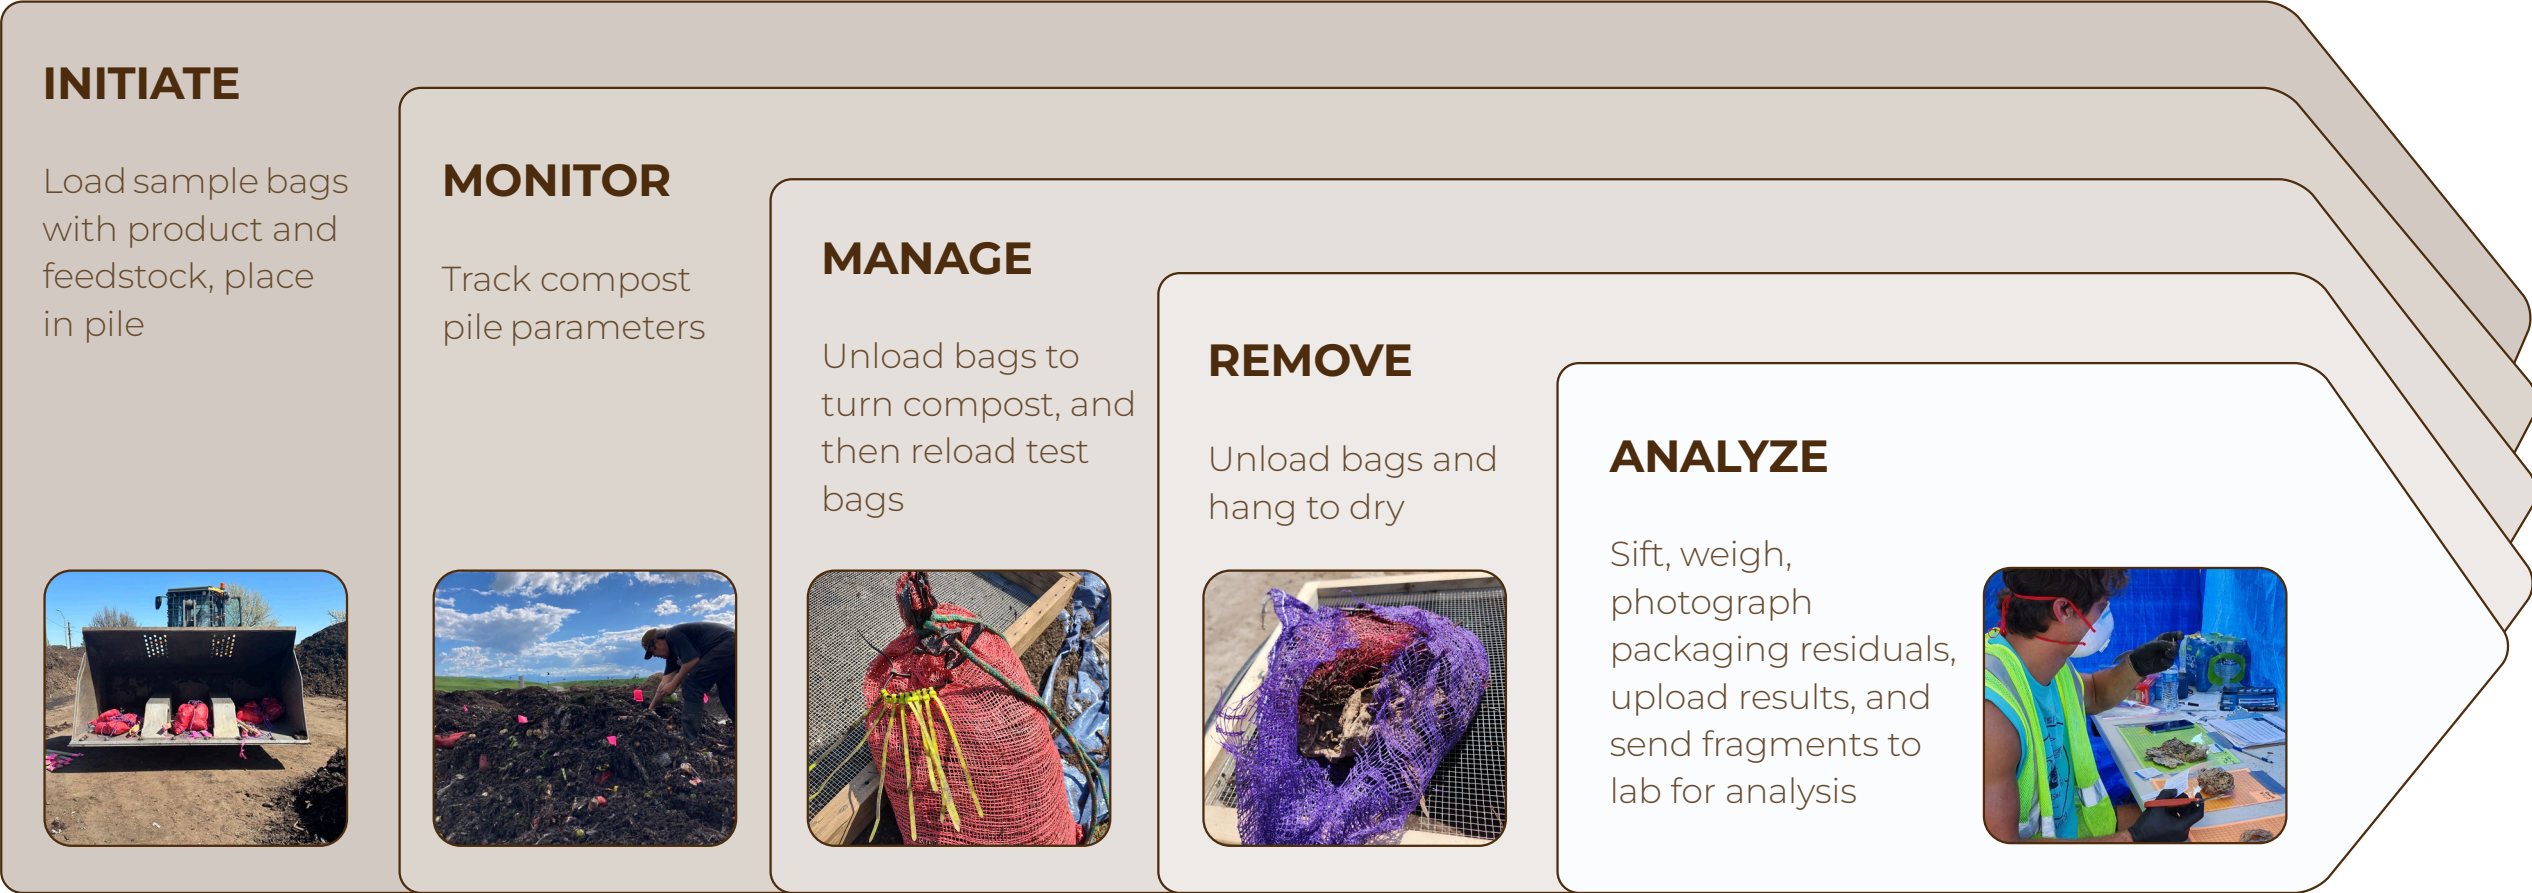 INITIATE
Load sample bags
with product and
feedstock, place
in pile
MONITOR
Track compost
pile parameters
MANAGE
Unload bags to
turn compost, and
then reload test
bags
REMOVE
Unload bags and
hang to dry
ANALYZE
Sift, weigh,
photograph
packaging residuals,
upload results, and
send fragments to
lab for analysis